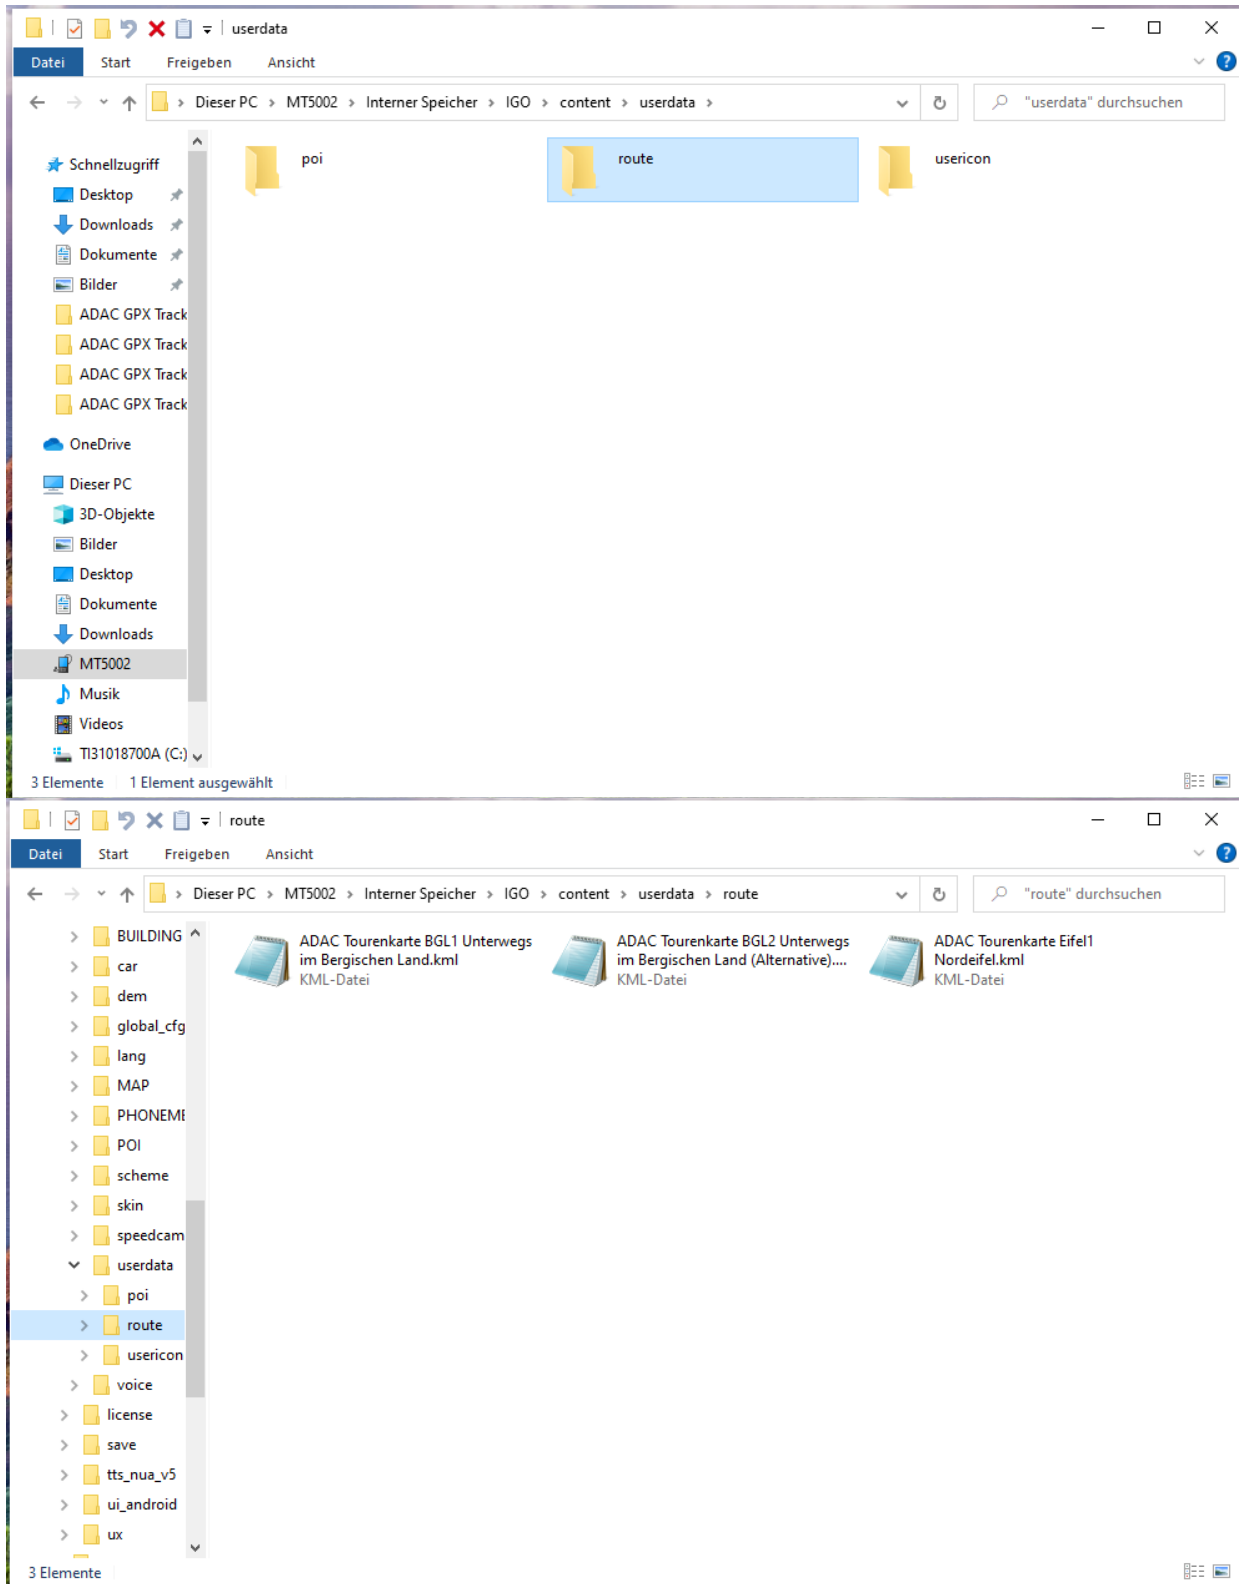 userdata
Datei Start Freigeben Ansicht
Dieser PC > MT5002 > Interner Speicher > IGO > content > userdata >
"userdata" durchsuchen
Schnellzugriff
Desktop
Downloads
Dokumente
Bilder
ADAC GPX Track
ADAC GPX Track
ADAC GPX Track
ADAC GPX Track
OneDrive
Dieser PC
3D-Objekte
Bilder
Desktop
Dokumente
Downloads
MT5002
Musik
Videos
TI31018700A (C:)
poi
route
usericon
3 Elemente 1 Element ausgewählt
route
Datei Start Freigeben Ansicht
Dieser PC > MT5002 > Interner Speicher > IGO > content > userdata > route
"route" durchsuchen
BUILDING
car
dem
global_cfg
lang
MAP
PHONEME
POI
scheme
skin
speedcam
userdata
poi
route
usericon
voice
license
save
tts_nua_v5
ui_android
ux
ADAC Tourenkarte BGL1 Unterwegs
im Bergischen Land.kml
KML-Datei
ADAC Tourenkarte BGL2 Unterwegs
im Bergischen Land (Alternative)....
KML-Datei
ADAC Tourenkarte Eifel1
Nordeifel.kml
KML-Datei
3 Elemente